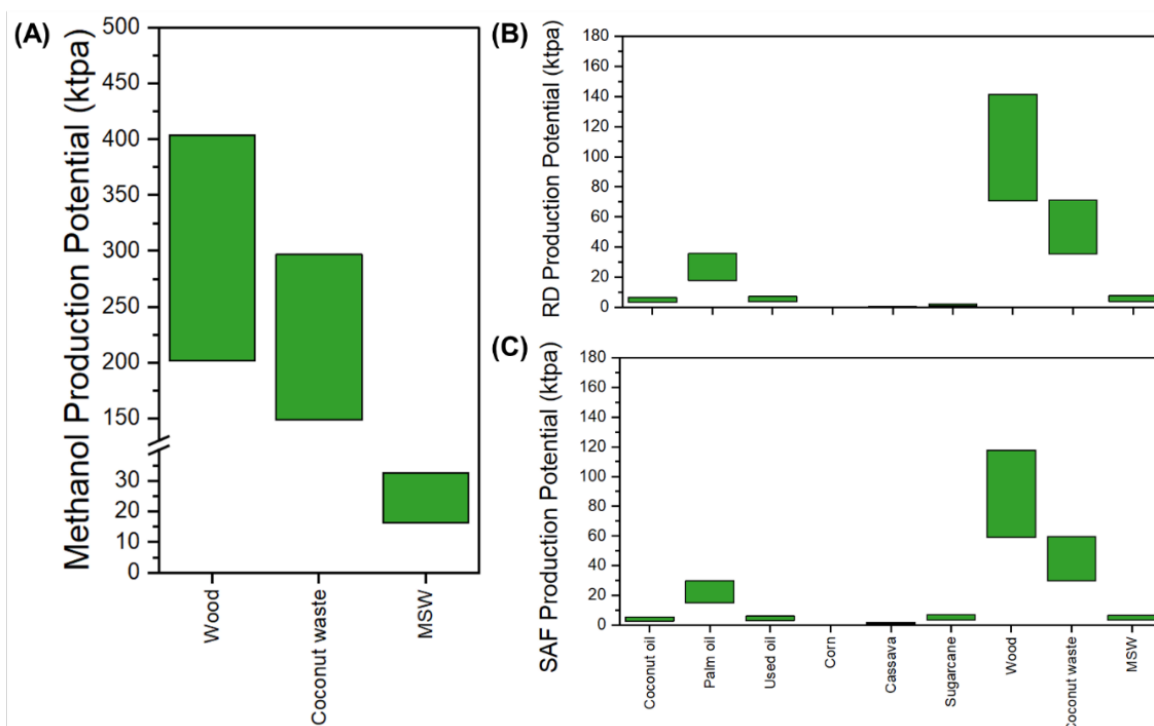 (A)
Methanol Production Potential (ktpa)
500
450
400
350
300
250
200
150
30
20
10
0
Wood
Coconut waste
MSW
(B)
RD Production Potential (ktpa)
180
160
140
120
100
80
60
40
20
0
(C)
SAF Production Potential (ktpa)
180
160
140
120
100
80
60
40
20
0
Coconut oil
Palm oil
Used oil
Corn
Cassava
Sugarcane
Wood
Coconut waste
MSW